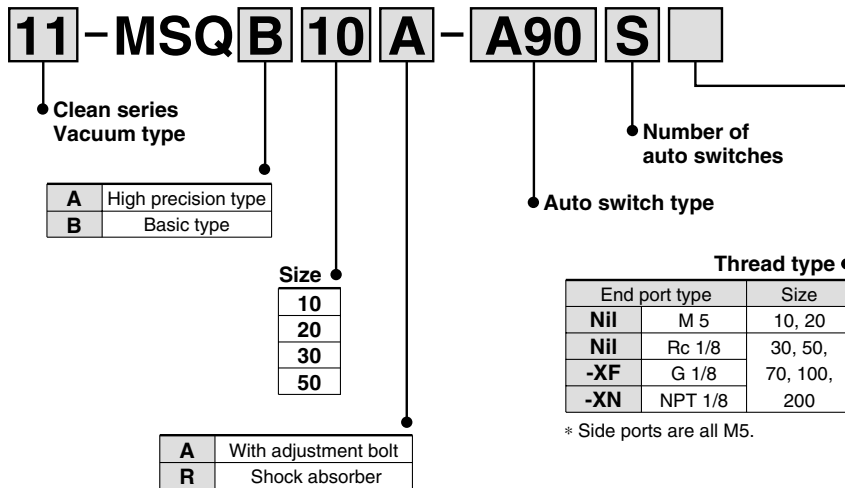 11-MSQB10A-A90S
Clean series
Vacuum type
Number of
auto switches
A High precision type
B Basic type
Auto switch type
Size
10
20
30
50
Thread type
End port type Size
Nil M 5 10, 20
Nil Rc 1/8 30, 50,
-XF G 1/8 70, 100,
-XN NPT 1/8 200
* Side ports are all M5.
A With adjustment bolt
R Shock absorber